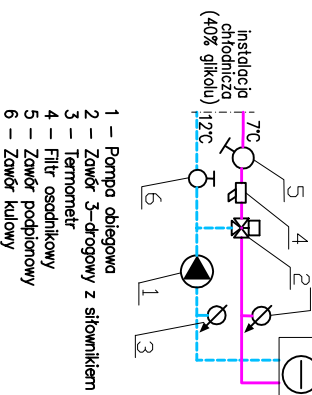 instalacja
chłodnicza
(40% glikolu)
7°C
12°C
5
4
2
6
1
3
1 – Pompa obiegowa
2 – Zawór 3–drogowy z siłownikiem
3 – Termometr
4 – Filtr osadnikowy
5 – Zawór podpionowy
6 – Zawór kulowy